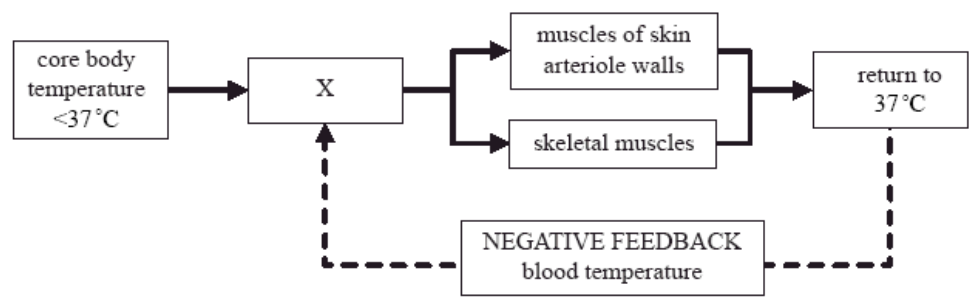 core body
temperature
<37°C
X
muscles of skin
arteriole walls
skeletal muscles
return to
37°C
NEGATIVE FEEDBACK
blood temperature